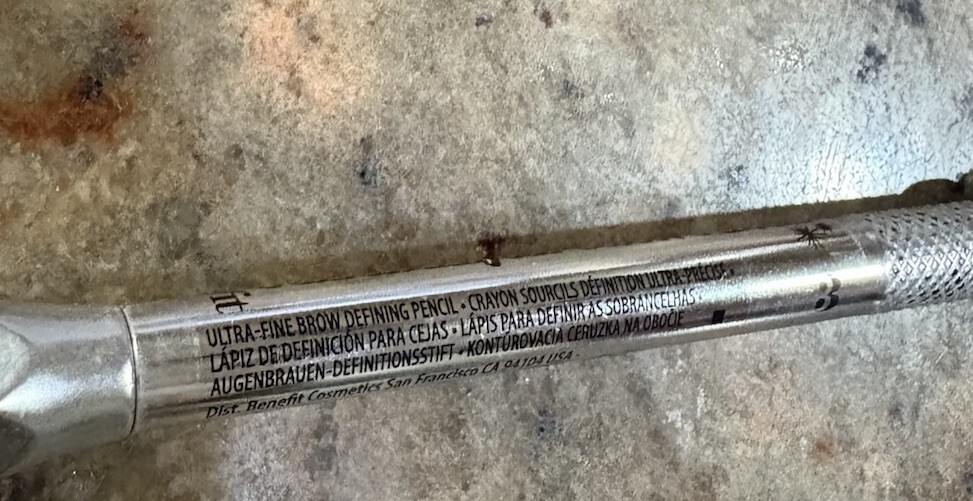 ULTRA-FINE BROW DEFINING PENCIL • CRAYON SOURCILS DÉFINITION ULTRA-PRÉCISE •
LÁPIZ DE DEFINICIÓN PARA CEJAS • LÁPIS PARA DEFINIR AS SOBRANCELHAS •
AUGENBRAUEN-DEFINITIONSSTIFT • KONTÚROVACIA CERUZKA NA OBOČIE
Dist. Benefit Cosmetics San Francisco CA 94104 USA •
3